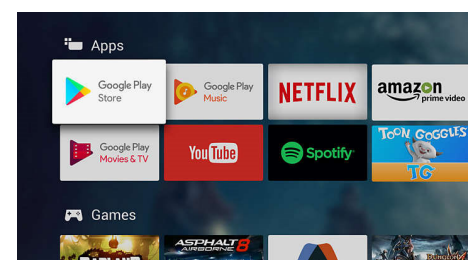 Apps
Google Play
Store
Google Play
Music
NETFLIX
amazon
prime video
Google Play
Movies & TV
YouTube
Spotify
TOON GOGGLES
TG
Games
ASPHALT 8
AIRBORNE